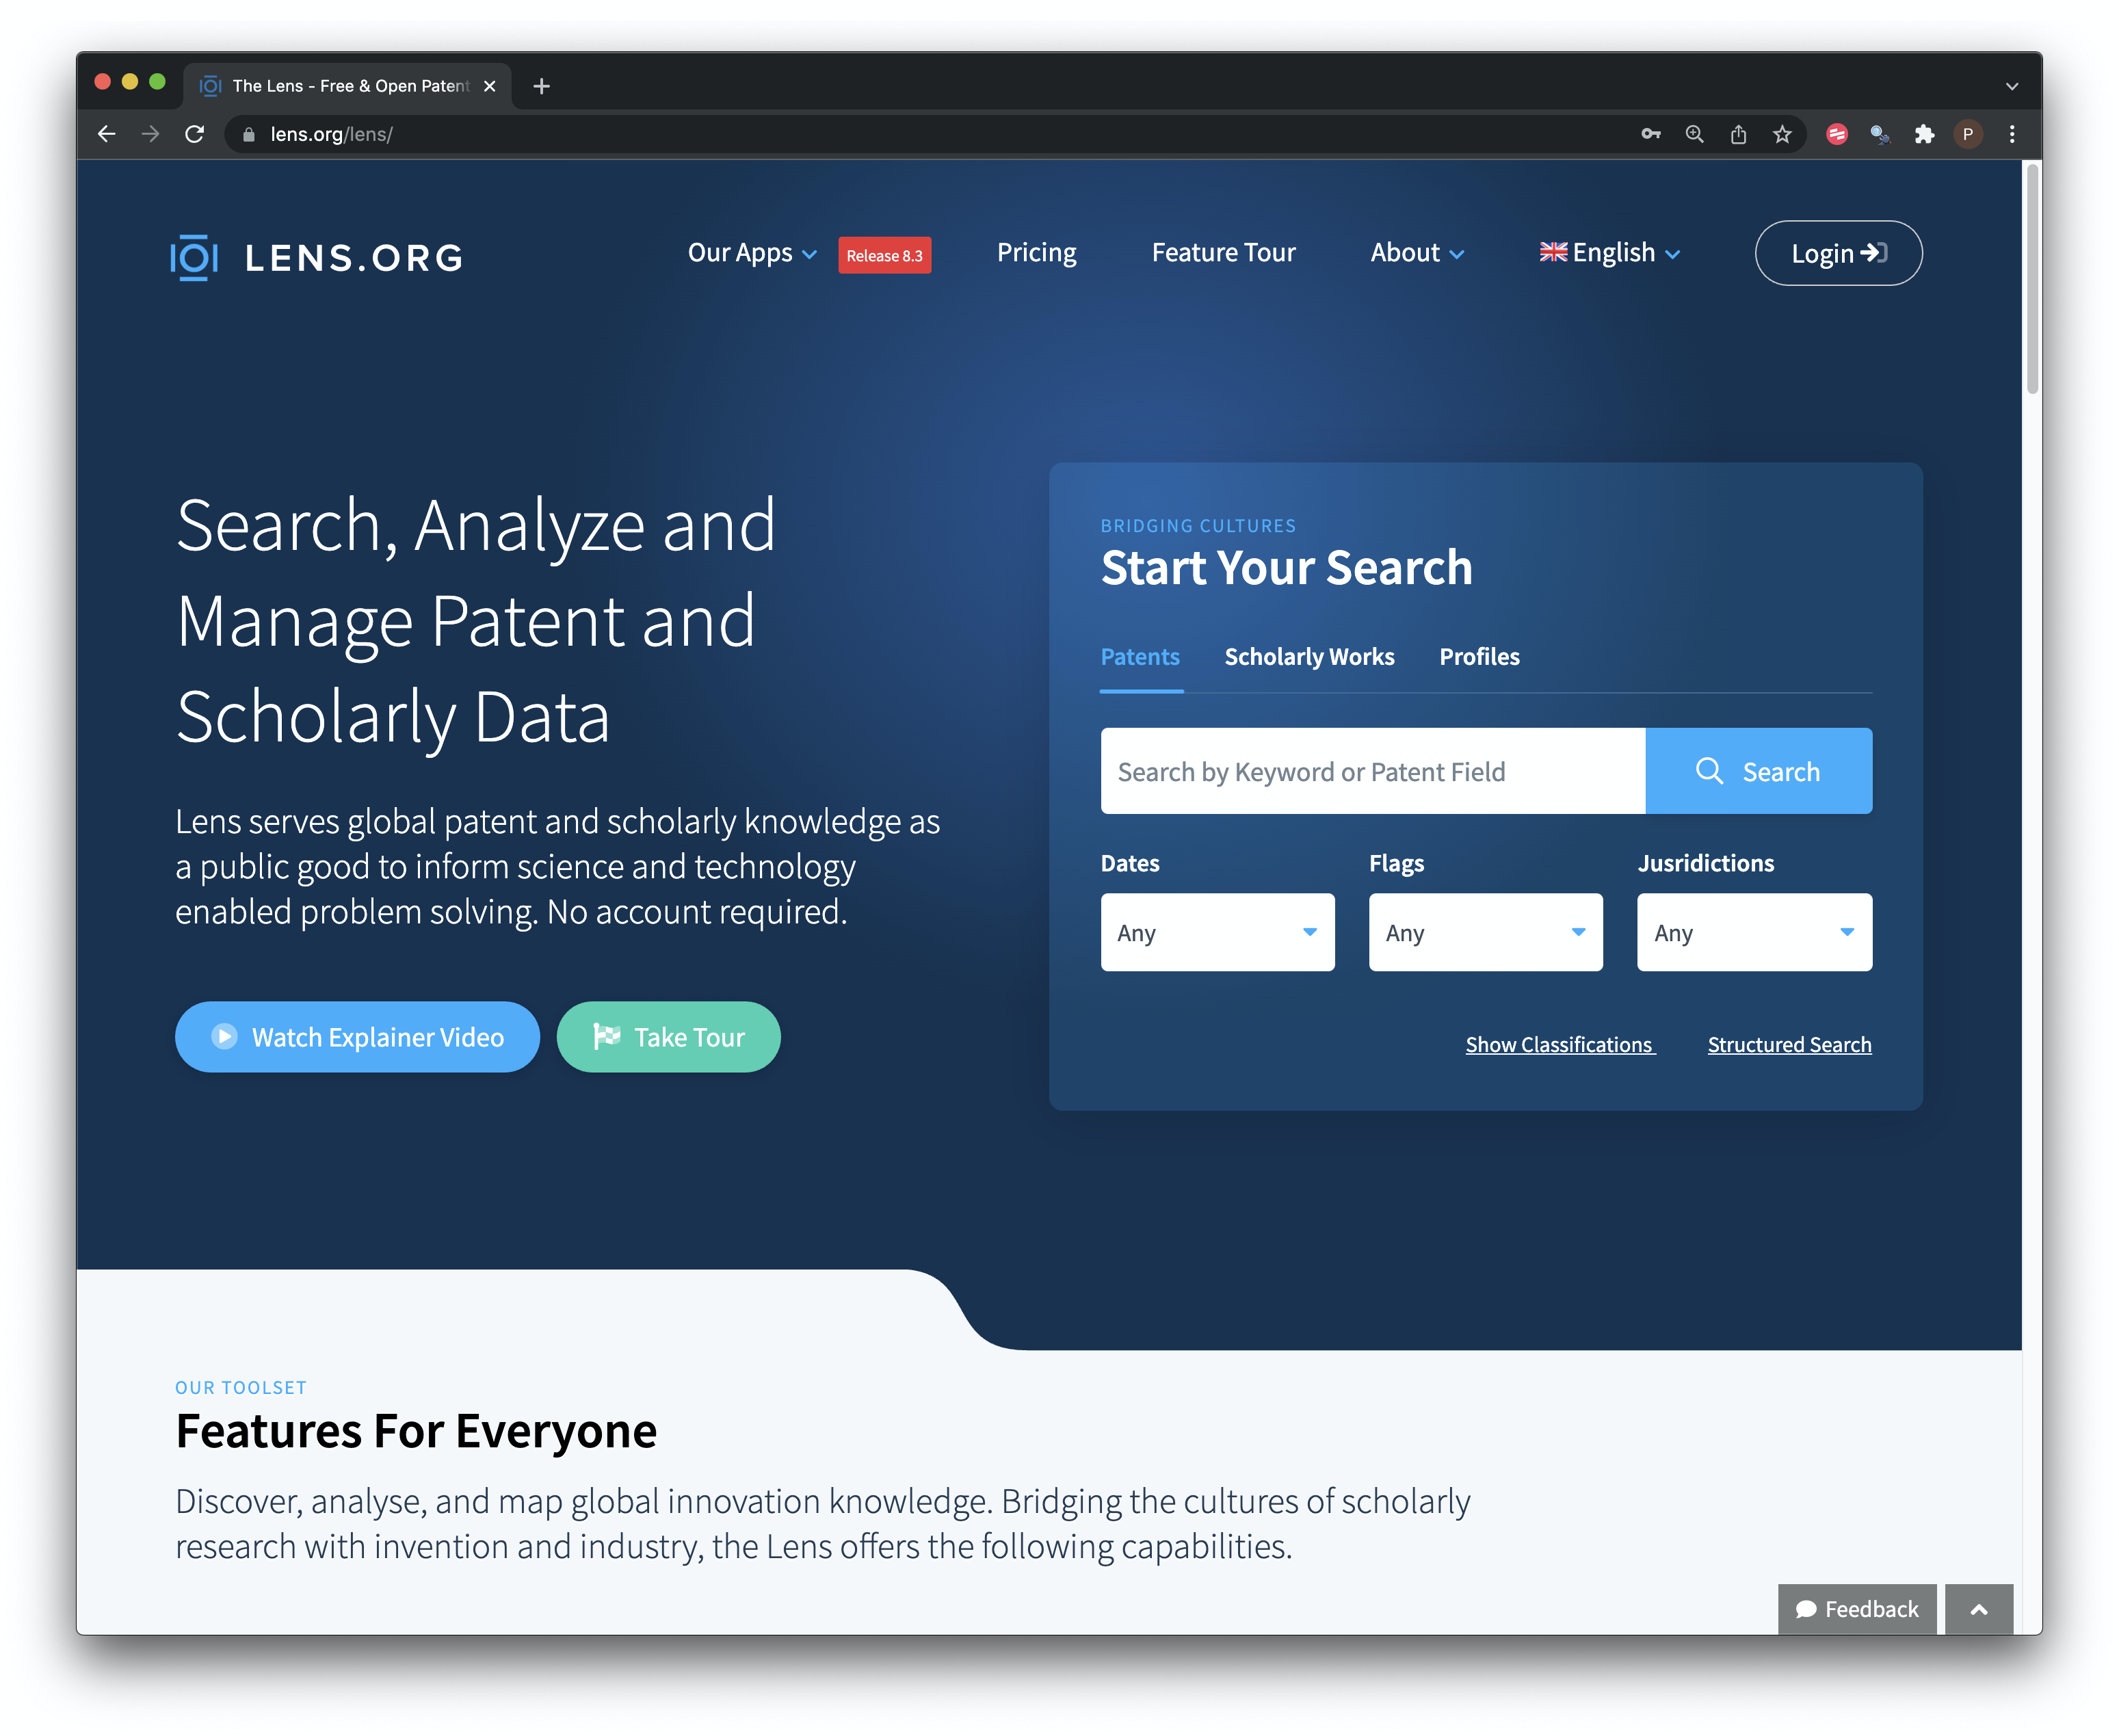 The Lens - Free & Open Patent
lens.org/lens/
P
LENS.ORG
Our Apps
Release 8.3
Pricing
Feature Tour
About
English
Login
Search, Analyze and
Manage Patent and
Scholarly Data
Lens serves global patent and scholarly knowledge as
a public good to inform science and technology
enabled problem solving. No account required.
Watch Explainer Video
Take Tour
BRIDGING CULTURES
Start Your Search
Patents
Scholarly Works
Profiles
Search by Keyword or Patent Field
Search
Dates
Flags
Jusridictions
Any
Any
Any
Show Classifications
Structured Search
OUR TOOLSET
Features For Everyone
Discover, analyse, and map global innovation knowledge. Bridging the cultures of scholarly
research with invention and industry, the Lens offers the following capabilities.
Feedback